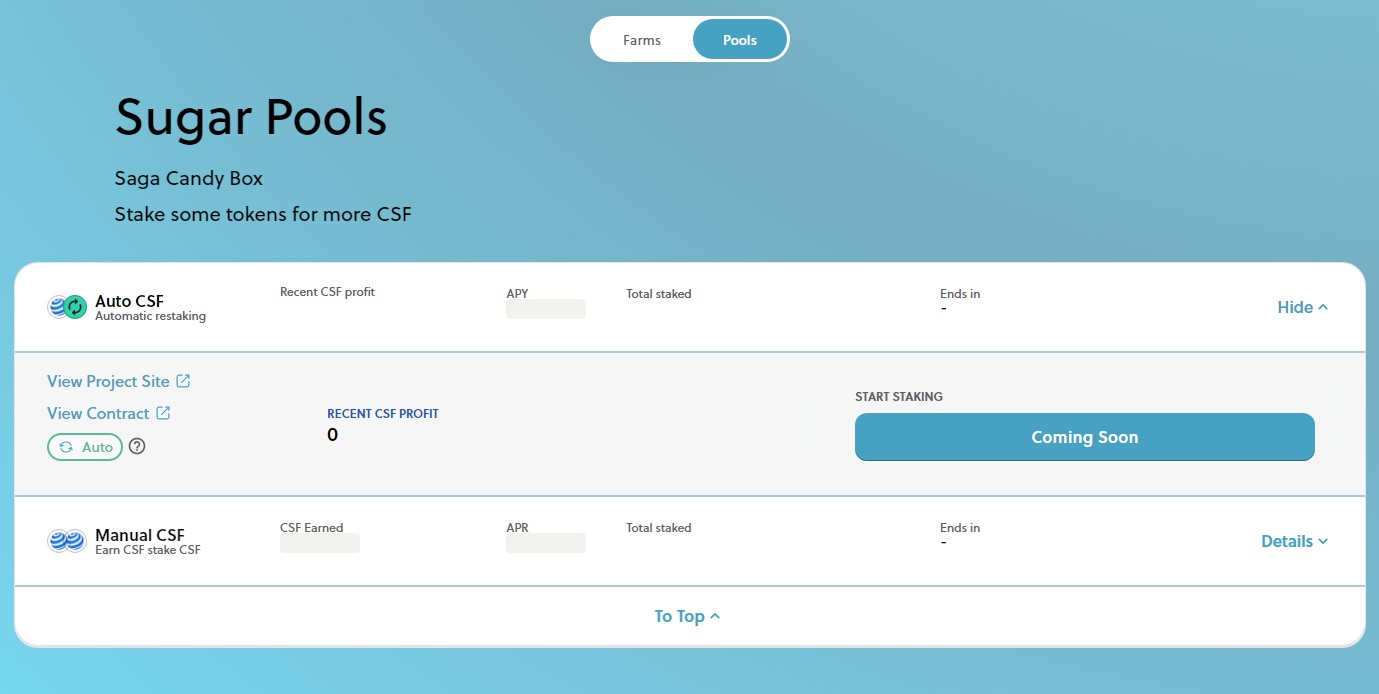 Farms
Pools
Sugar Pools
Saga Candy Box
Stake some tokens for more CSF
Auto CSF
Automatic restaking
Recent CSF profit
APY
Total staked
Ends in
-
Hide
View Project Site
View Contract
Auto
RECENT CSF PROFIT
0
START STAKING
Coming Soon
Manual CSF
Earn CSF stake CSF
CSF Earned
APR
Total staked
Ends in
-
Details
To Top